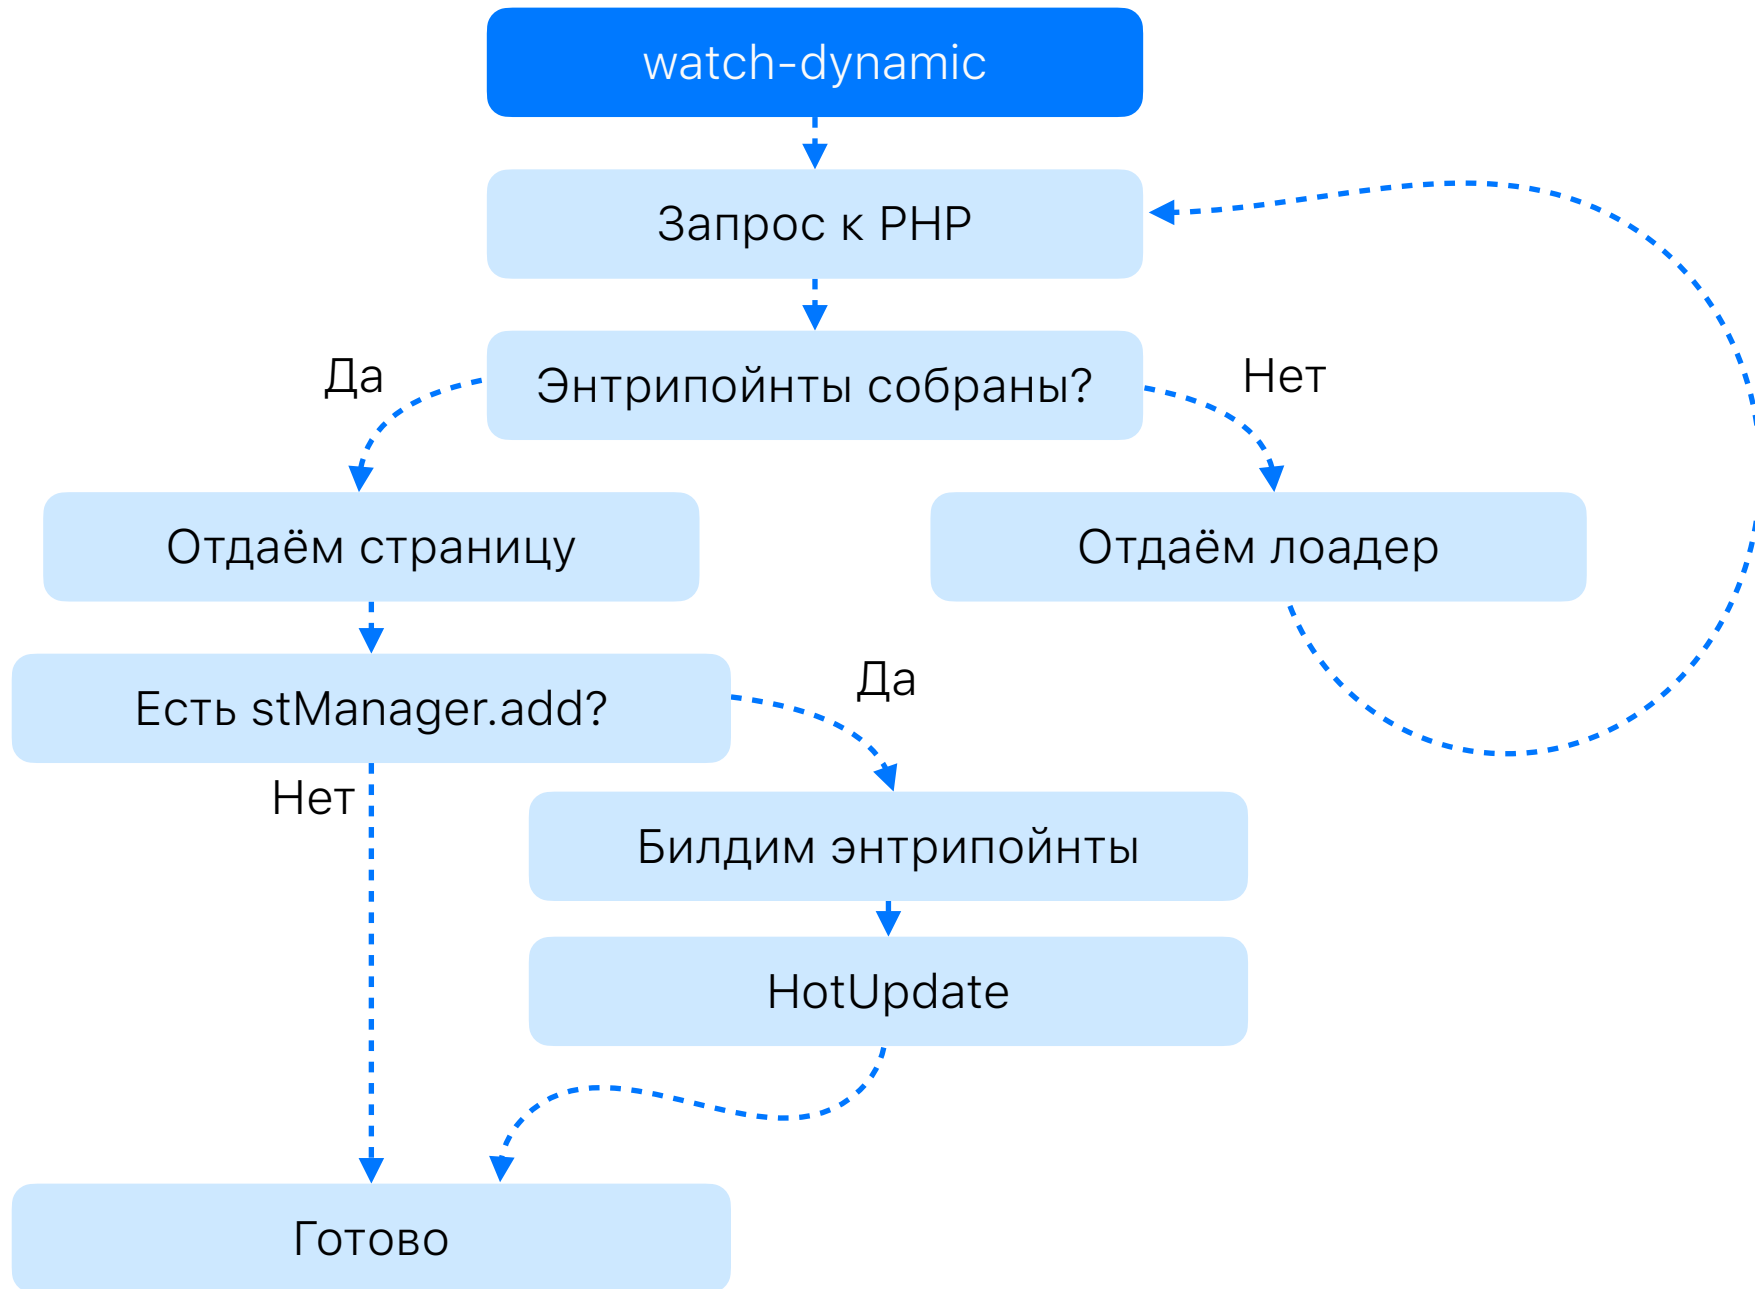 watch-dynamic
Запрос к PHP
Да
Энтрипойнты собраны?
Нет
Отдаём страницу
Отдаём лоадер
Есть stManager.add?
Да
Нет
Билдим энтрипойнты
HotUpdate
Готово